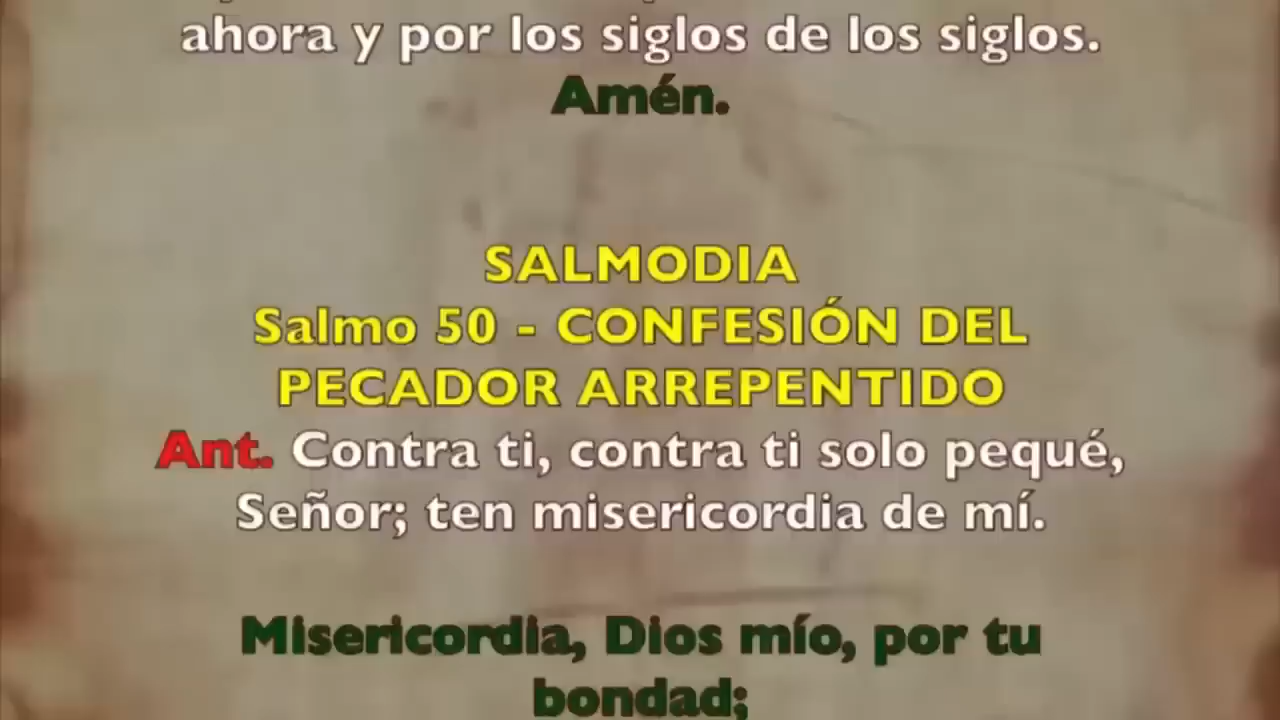 ahora y por los siglos de los siglos.
Amén.
SALMODIA
Salmo 50 - CONFESIÓN DEL
PECADOR ARREPENTIDO
Ant. Contra ti, contra ti solo pequé,
Señor; ten misericordia de mí.
Misericordia, Dios mío, por tu
bondad;